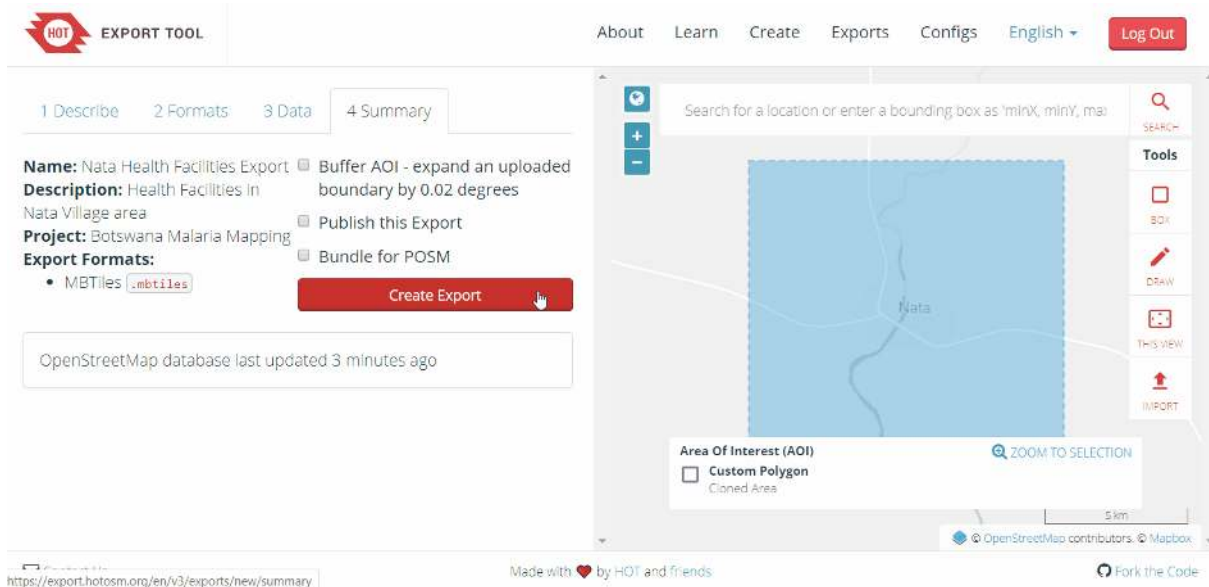 HOT EXPORT TOOL
About Learn Create Exports Configs English Log Out
1 Describe 2 Formats 3 Data 4 Summary
Name: Nata Health Facilities Export
Description: Health Facilities in
Nata Village area
Project: Botswana Malaria Mapping
Export Formats:
• MBTiles .mbtiles
Buffer AOI - expand an uploaded
boundary by 0.02 degrees
Publish this Export
Bundle for POSM
Create Export
OpenStreetMap database last updated 3 minutes ago
Search for a location or enter a bounding box as 'minX, minY, max
SEARCH
Tools
BOX
DRAW
THIS VIEW
IMPORT
+
−
Nata
Area Of Interest (AOI)
ZOOM TO SELECTION
Custom Polygon
Cloned Area
5 km
© OpenStreetMap contributors. © Mapbox
https://export.hotosm.org/en/v3/exports/new/summary
Made with ❤ by HOT and friends
Fork the Code